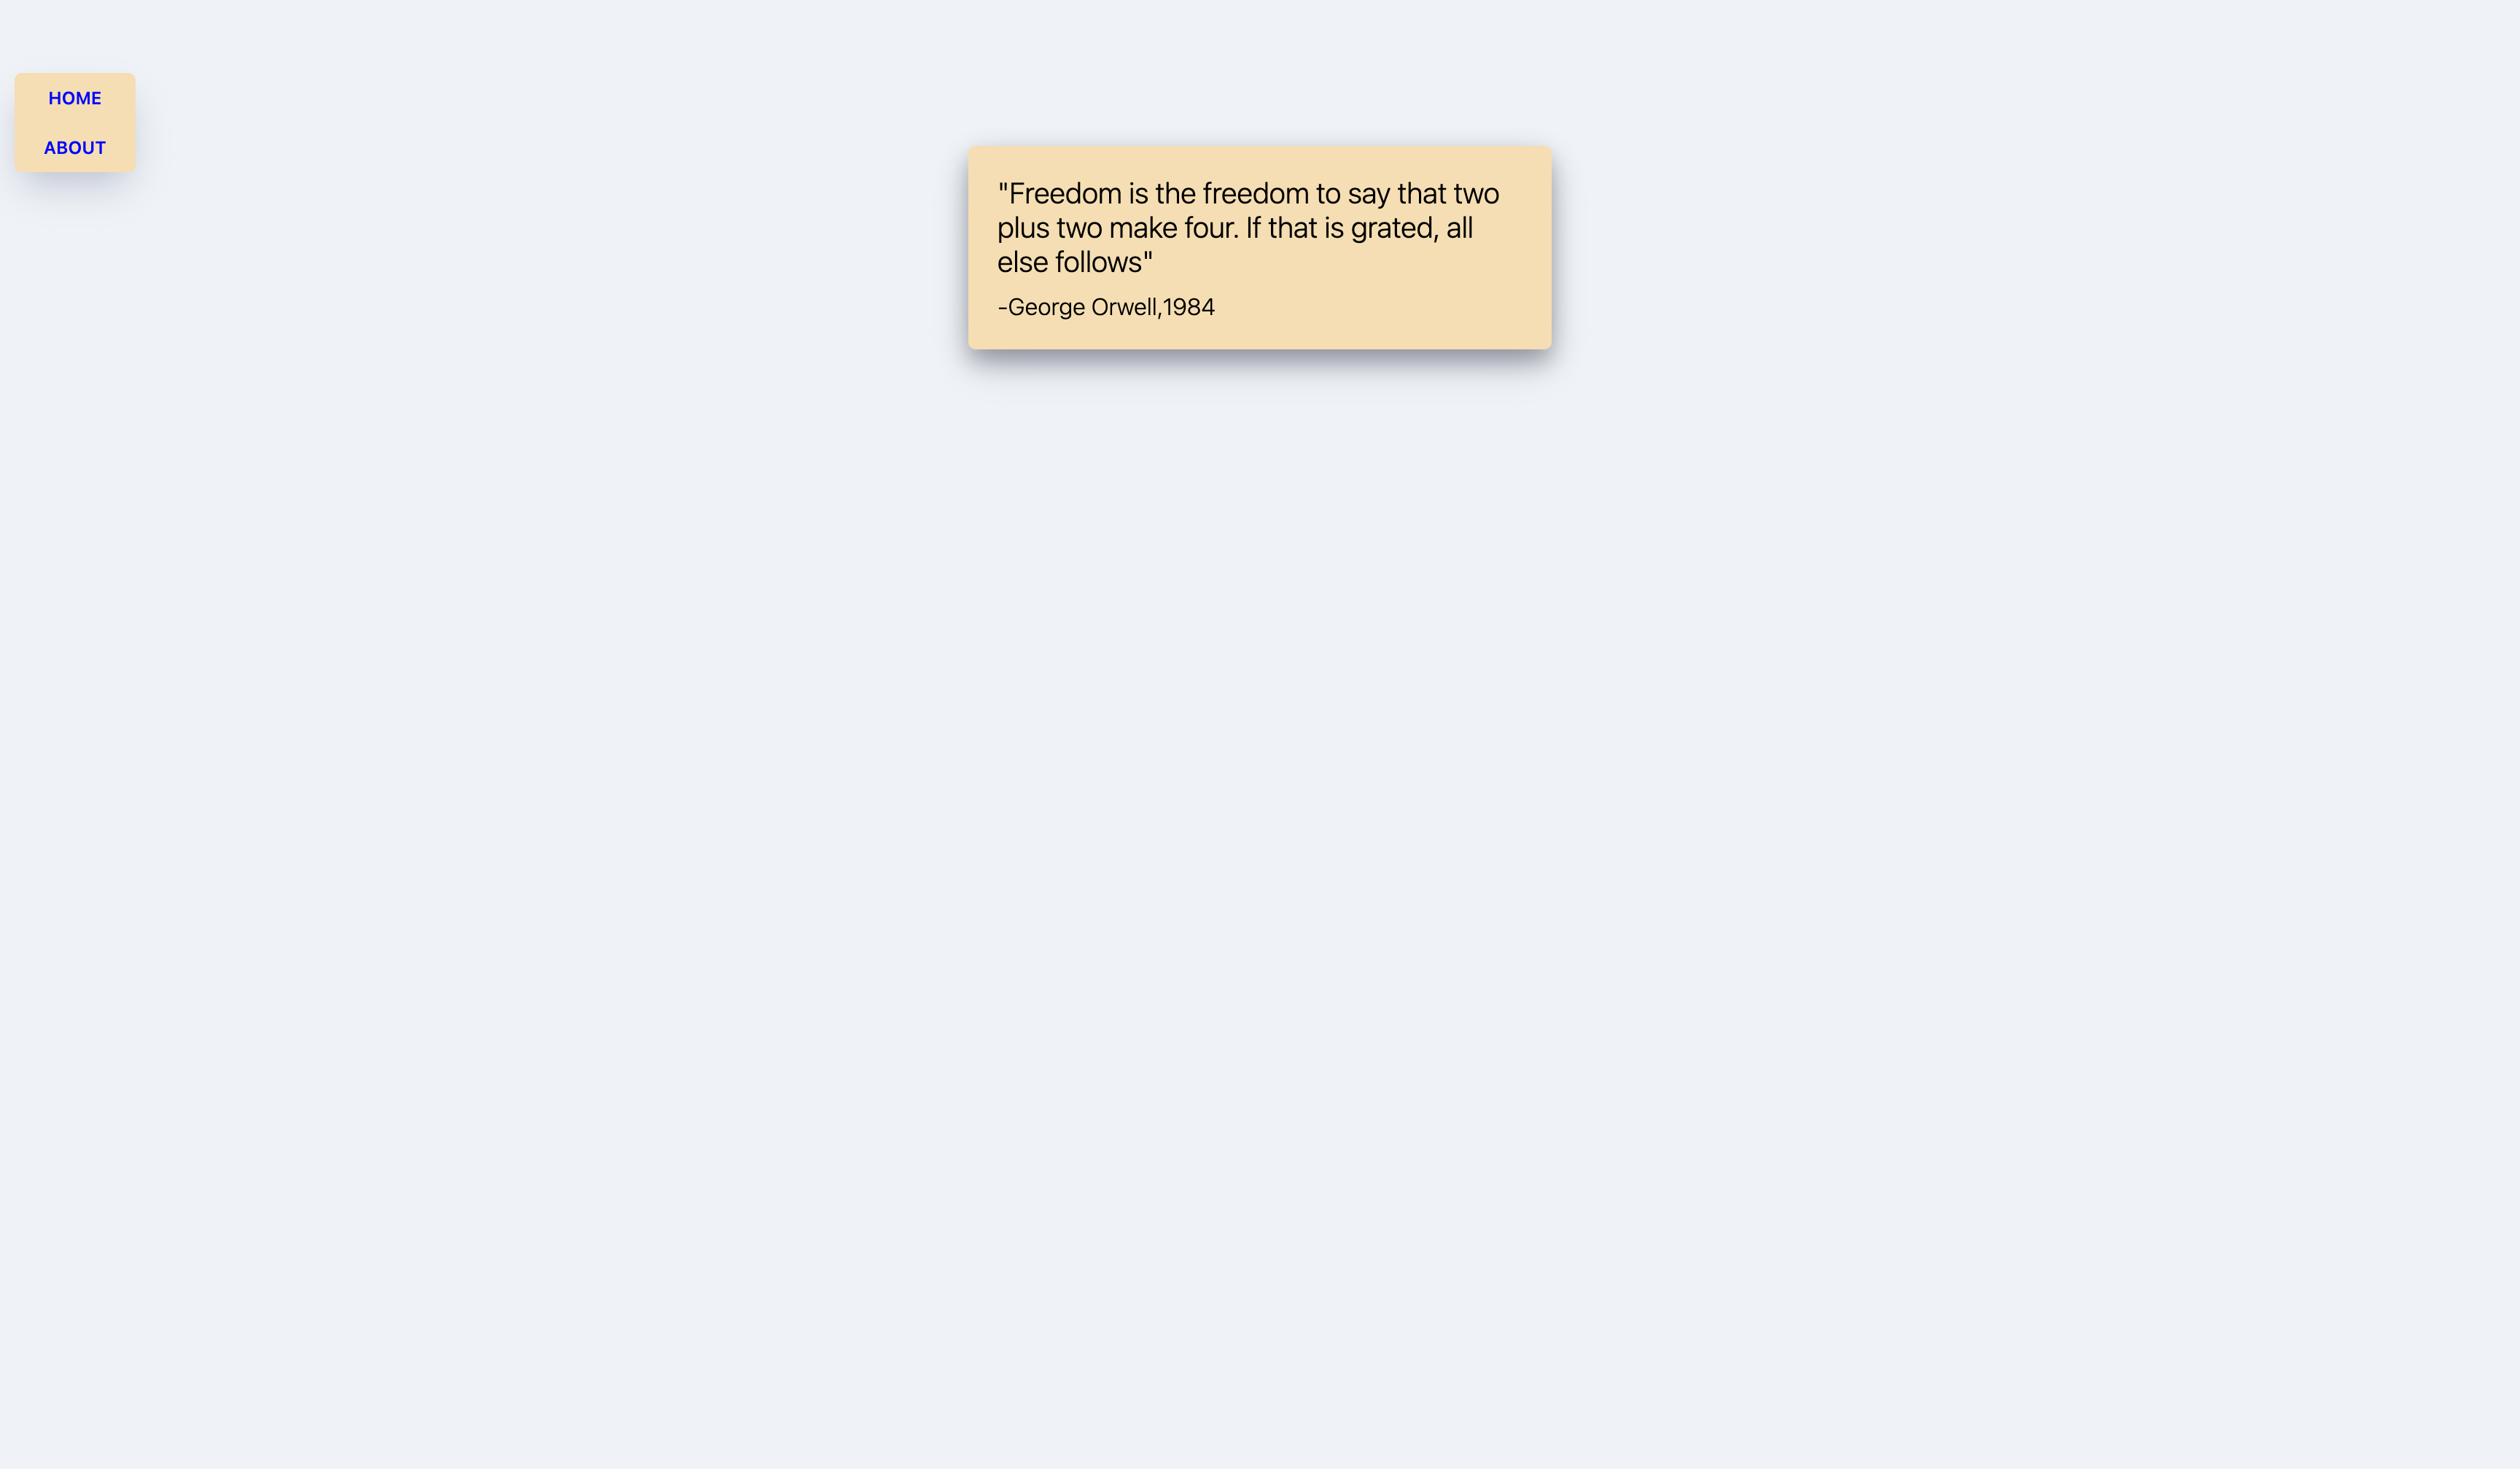 HOME
ABOUT
"Freedom is the freedom to say that two
plus two make four. If that is grated, all
else follows"
-George Orwell,1984